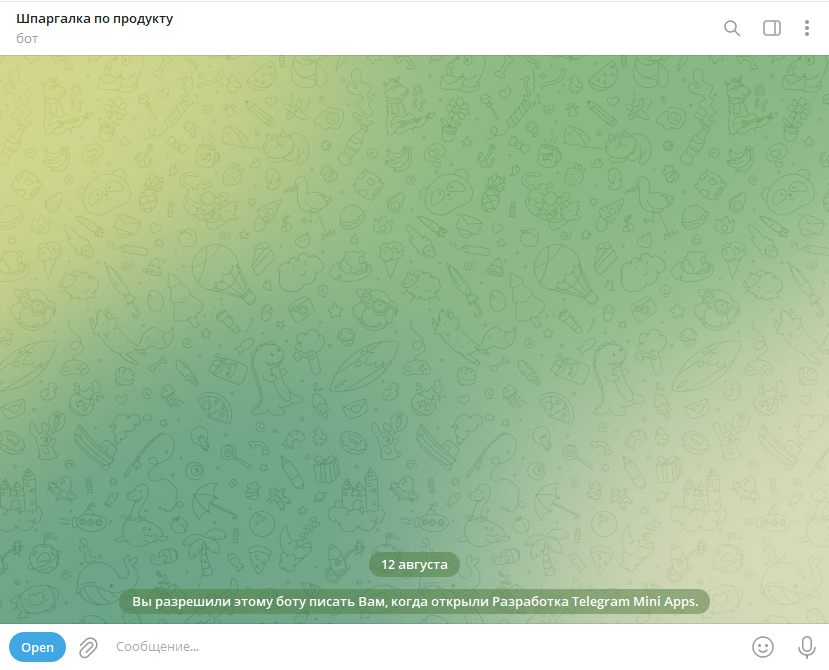 Шпаргалка по продукту
бот
12 августа
Вы разрешили этому боту писать Вам, когда открыли Разработка Telegram Mini Apps.
Open
Сообщение...